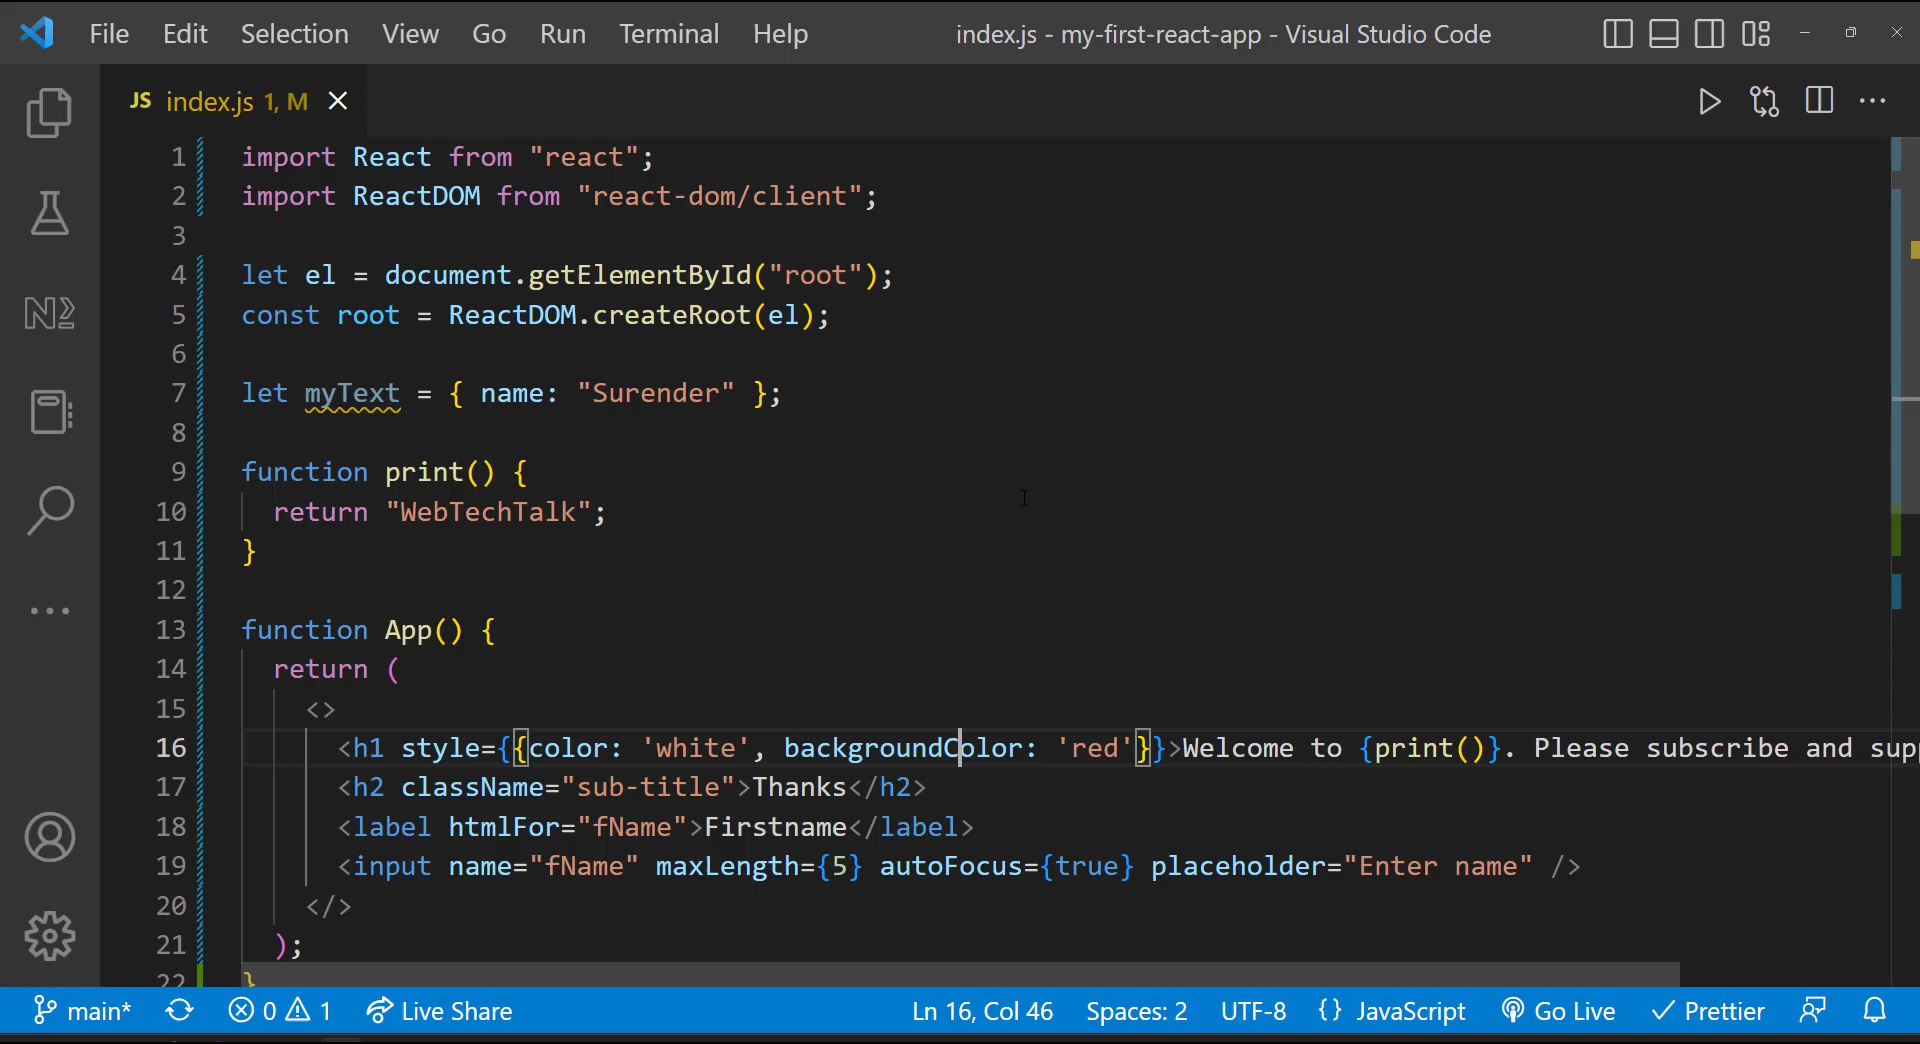 File Edit Selection View Go Run Terminal Help index.js - my-first-react-app - Visual Studio Code
JS index.js 1, M
1 import React from "react";
2 import ReactDOM from "react-dom/client";
3
4 let el = document.getElementById("root");
5 const root = ReactDOM.createRoot(el);
6
7 let myText = { name: "Surender" };
8
9 function print() {
10 return "WebTechTalk";
11 }
12
13 function App() {
14 return (
15 <>
16 <h1 style={{color: 'white', backgroundColor: 'red'}}>Welcome to {print()}. Please subscribe and sup
17 <h2 className="sub-title">Thanks</h2>
18 <label htmlFor="fName">Firstname</label>
19 <input name="fName" maxLength={5} autoFocus={true} placeholder="Enter name" />
20 </>
21 );
22 }
main* 0 1 Live Share Ln 16, Col 46 Spaces: 2 UTF-8 {} JavaScript Go Live Prettier